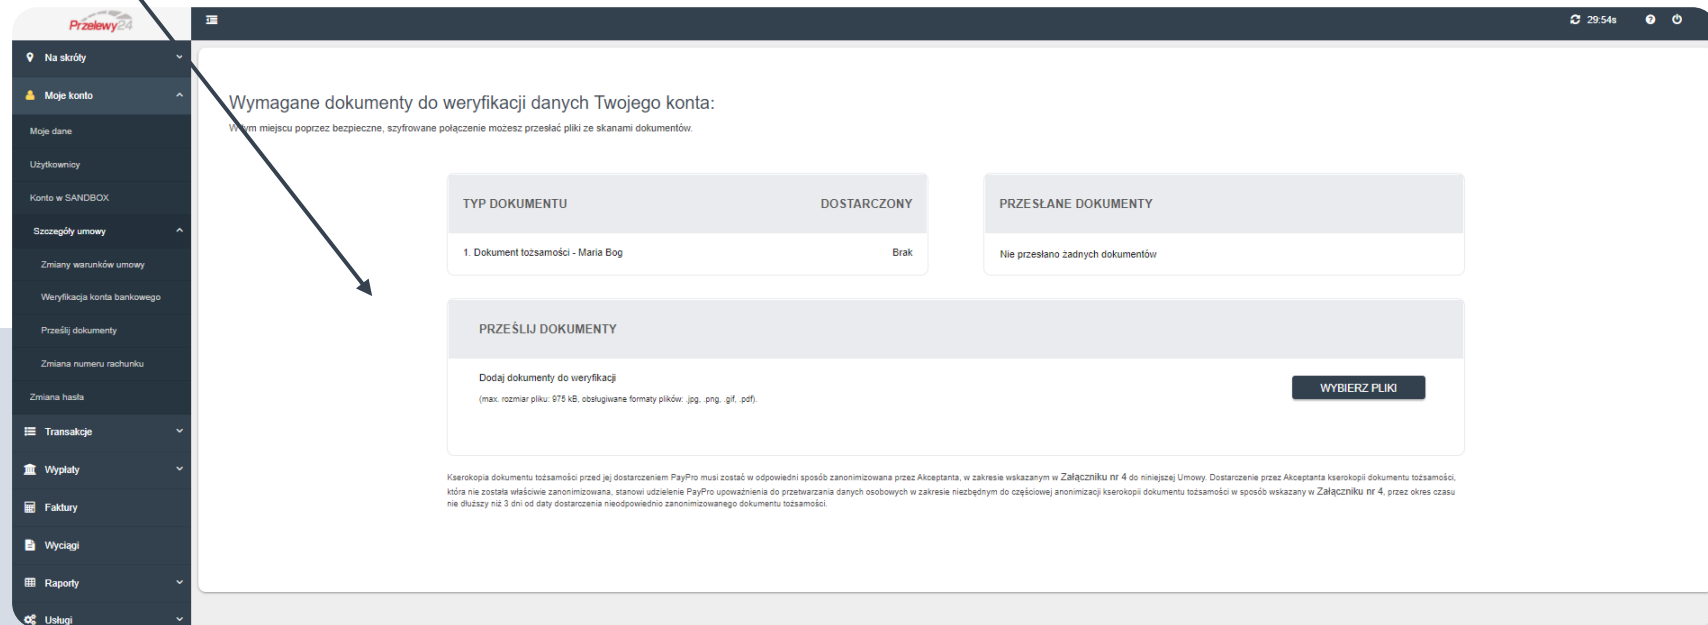 Przelewy24
29:54s
Na skróty
Moje konto
Moje dane
Użytkownicy
Konto w SANDBOX
Szczegóły umowy
Zmiany warunków umowy
Weryfikacja konta bankowego
Prześlij dokumenty
Zmiana numeru rachunku
Zmiana hasła
Transakcje
Wypłaty
Faktury
Wyciągi
Raporty
Usługi
Wymagane dokumenty do weryfikacji danych Twojego konta:
W tym miejscu poprzez bezpieczne, szyfrowane połączenie możesz przesłać pliki ze skanami dokumentów.
TYP DOKUMENTU DOSTARCZONY
1. Dokument tożsamości - Maria Bog Brak
PRZESŁANE DOKUMENTY
Nie przesłano żadnych dokumentów
PRZEŚLIJ DOKUMENTY
Dodaj dokumenty do weryfikacji
(max. rozmiar pliku: 975 kB, obsługiwane formaty plików: .jpg, .png, .gif, .pdf).
WYBIERZ PLIKI
Kserokopia dokumentu tożsamości przed jej dostarczeniem PayPro musi zostać w odpowiedni sposób zanonimizowana przez Akceptanta, w zakresie wskazanym w Załączniku nr 4 do niniejszej Umowy. Dostarczenie przez Akceptanta kserokopii dokumentu tożsamości,
która nie została właściwie zanonimizowana, stanowi udzielenie PayPro upoważnienia do przetwarzania danych osobowych w zakresie niezbędnym do częściowej anonimizacji kserokopii dokumentu tożsamości w sposób wskazany w Załączniku nr 4, przez okres czasu
nie dłuższy niż 3 dni od daty dostarczenia nieodpowiednio zanonimizowanego dokumentu tożsamości.